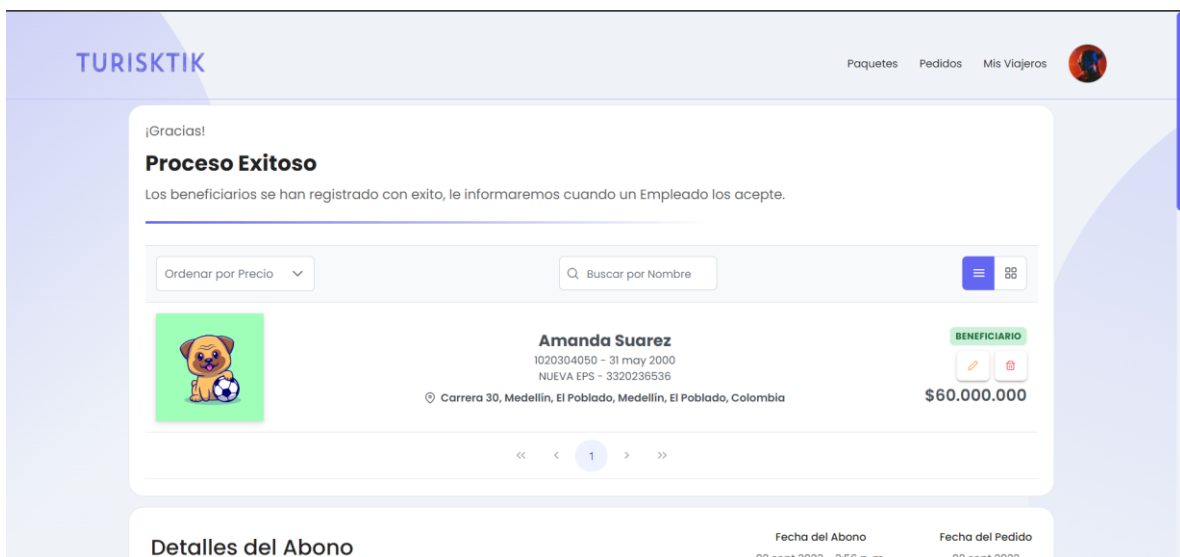 TURISKTIK
Paquetes Pedidos Mis Viajeros
¡Gracias!
Proceso Exitoso
Los beneficiarios se han registrado con exito, le informaremos cuando un Empleado los acepte.
Ordenar por Precio
Buscar por Nombre
Amanda Suarez
1020304050 - 31 may 2000
NUEVA EPS - 3320236536
Carrera 30, Medellín, El Poblado, Medellín, El Poblado, Colombia
BENEFICIARIO
$60.000.000
<< < 1 > >>
Detalles del Abono
Fecha del Abono
Fecha del Pedido